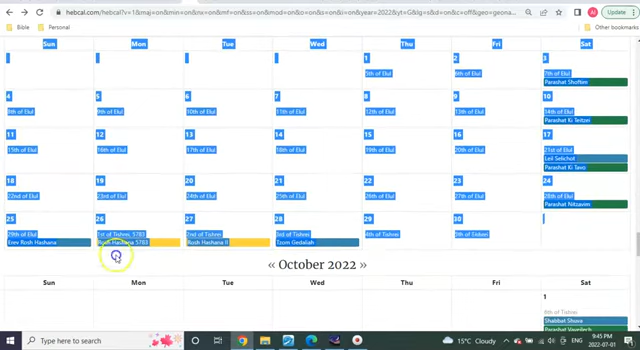 hebcal.com/hebcal?v=1&maj=on&min=on&nx=on&mf=on&ss=on&mod=on&o=on&s=on&i=on&year=2022&yt=G&lg=s&d=on&c=off&geo=geona...
Update
Bible
Personal
Other bookmarks
Sun Mon Tue Wed Thu Fri Sat
1 2 3
5th of Elul 6th of Elul 7th of Elul
Parashat Shoftim
4 5 6 7 8 9 10
8th of Elul 9th of Elul 10th of Elul 11th of Elul 12th of Elul 13th of Elul 14th of Elul
Parashat Ki Teitzei
11 12 13 14 15 16 17
15th of Elul 16th of Elul 17th of Elul 18th of Elul 19th of Elul 20th of Elul 21st of Elul
Leil Selichot
Parashat Ki Tavo
18 19 20 21 22 23 24
22nd of Elul 23rd of Elul 24th of Elul 25th of Elul 26th of Elul 27th of Elul 28th of Elul
Parashat Nitzavim
25 26 27 28 29 30
29th of Elul 1st of Tishrei, 5783 2nd of Tishrei 3rd of Tishrei 4th of Tishrei 5th of Tishrei
Erev Rosh Hashana Rosh Hashana 5783 Rosh Hashana II Tzom Gedaliah
« October 2022 »
Sun Mon Tue Wed Thu Fri Sat
1
6th of Tishrei
Shabbat Shuva
Parashat Vayeilech
Type here to search
15°C Cloudy
9:45 PM
2022-07-01